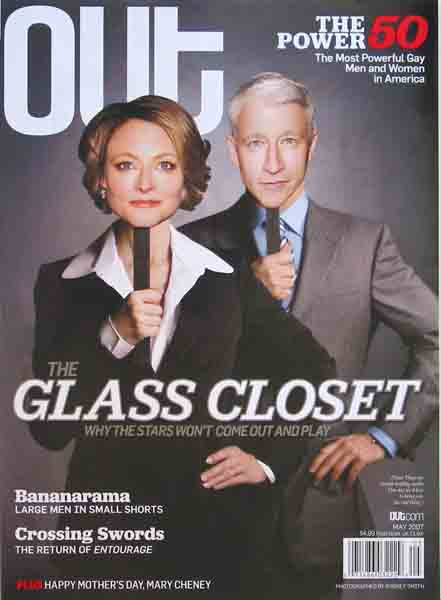 OUT
THE
POWER 50
The Most Powerful Gay
Men and Women
in America
THE
GLASS CLOSET
WHY THE STARS WON'T COME OUT AND PLAY
Bananarama
LARGE MEN IN SMALL SHORTS
Crossing Swords
THE RETURN OF ENTOURAGE
PLUS HAPPY MOTHER'S DAY, MARY CHENEY
OUT.com
MAY 2007
PHOTOGRAPHED BY RODNEY SMITH